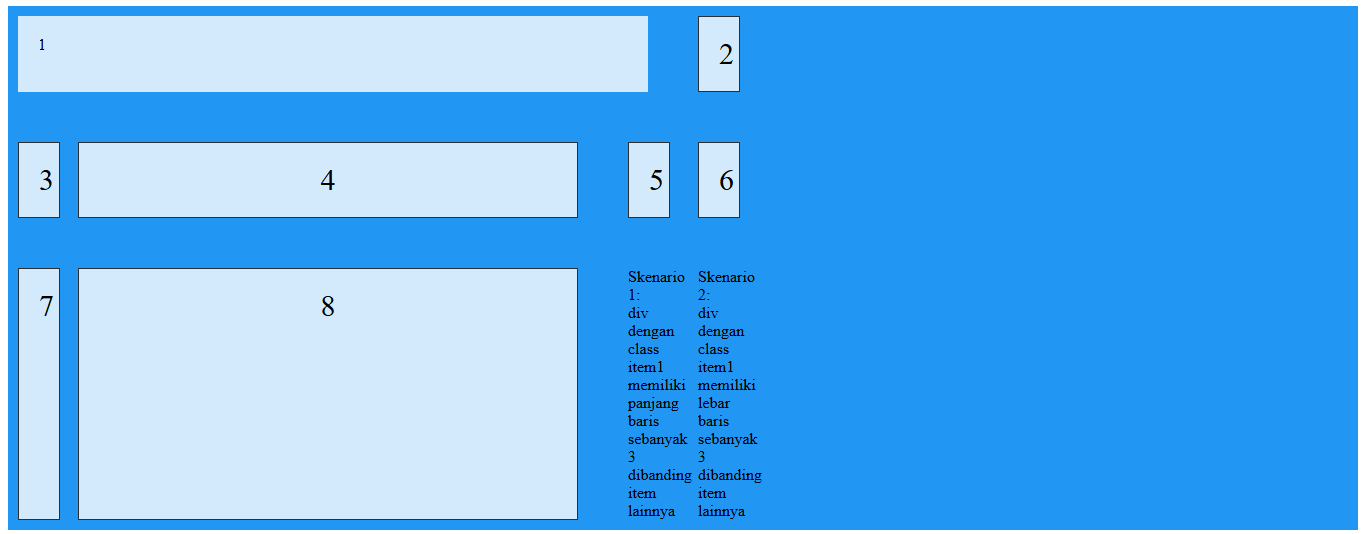 1
2
3
4
5
6
7
8
Skenario
1:
div
dengan
class
item1
memiliki
panjang
baris
sebanyak
3
dibanding
item
lainnya
Skenario
2:
div
dengan
class
item1
memiliki
lebar
baris
sebanyak
3
dibanding
item
lainnya